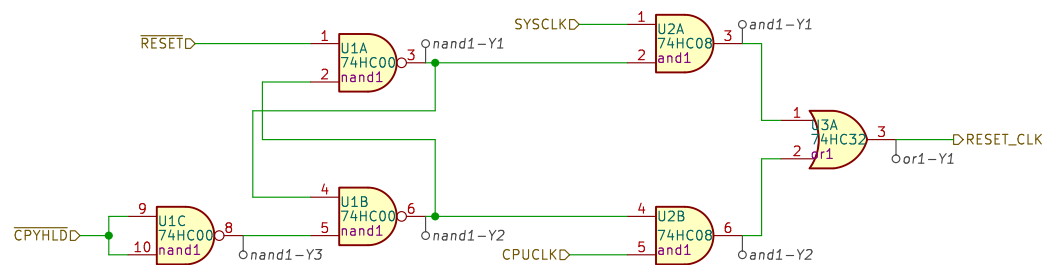 SYSCLK
1
U2A
74HC08
and1
2
3
and1-Y1
RESET
1
U1A
74HC00
nand1
2
3
nand1-Y1
1
U3A
74HC32
or1
2
3
or1-Y1
RESET_CLK
4
U1B
74HC00
nand1
5
6
nand1-Y2
4
U2B
74HC08
and1
5
6
and1-Y2
CPUCLK
CPYHLD
9
10
U1C
74HC00
nand1
8
nand1-Y3